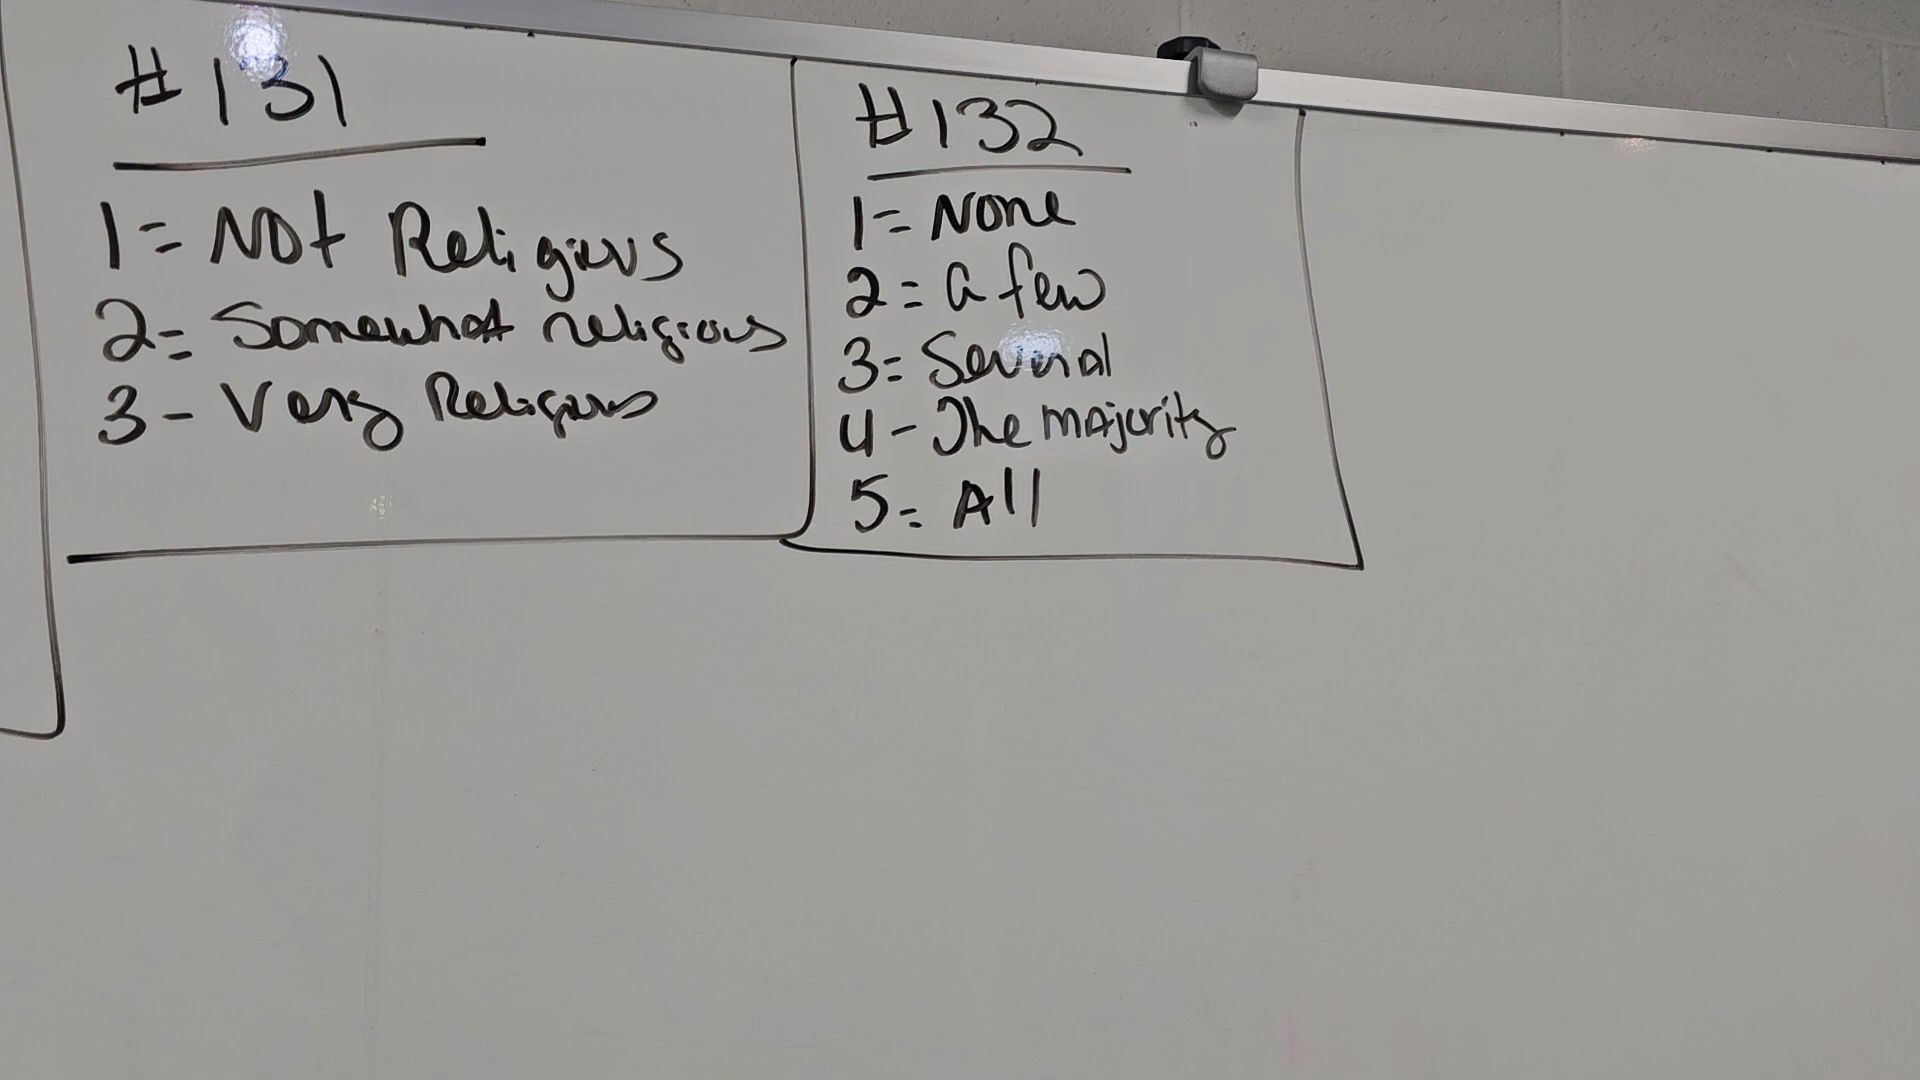 #131
1= Not Religious
2= Somewhat religious
3- Very Religious
#132
1= None
2= a few
3= Several
4- The majority
5= All